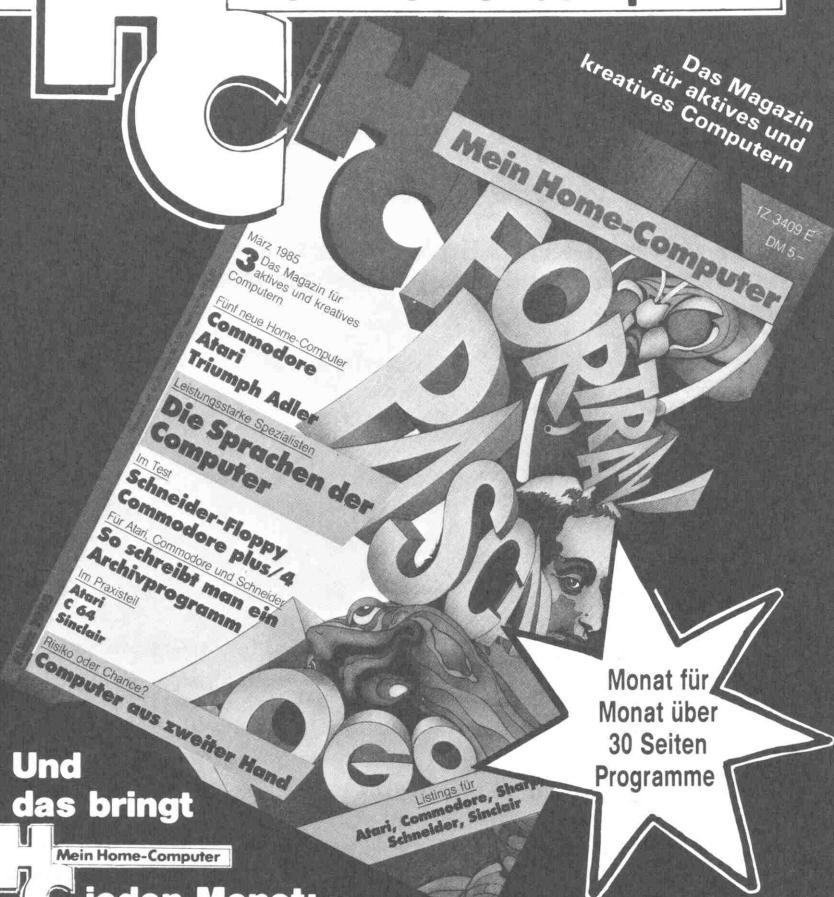 HC
Das Magazin
für aktives und
kreatives Computern
HC
Mein Home-Computer
1Z 3409 E
DM 5,-
März 1985
3 Das Magazin für
aktives und kreatives
Computern
Fünf neue Home-Computer
Commodore
Atari
Triumph Adler
Leistungsstarke Spezialisten
Die Sprachen der
Computer
Im Test
Schneider-Floppy
Commodore plus/4
Für Atari, Commodore und Schneider
So schreibt man ein
Archivprogramm
Im Praxisteil
Atari
C 64
Sinclair
Risiko oder Chance?
Computer aus zweiter Hand
FORTRAN
PASCAL
LOGO
Listings für
Atari, Commodore, Sharp,
Schneider, Sinclair
Monat für
Monat über
30 Seiten
Programme
Und
das bringt
HC Mein Home-Computer
jeden Monat: